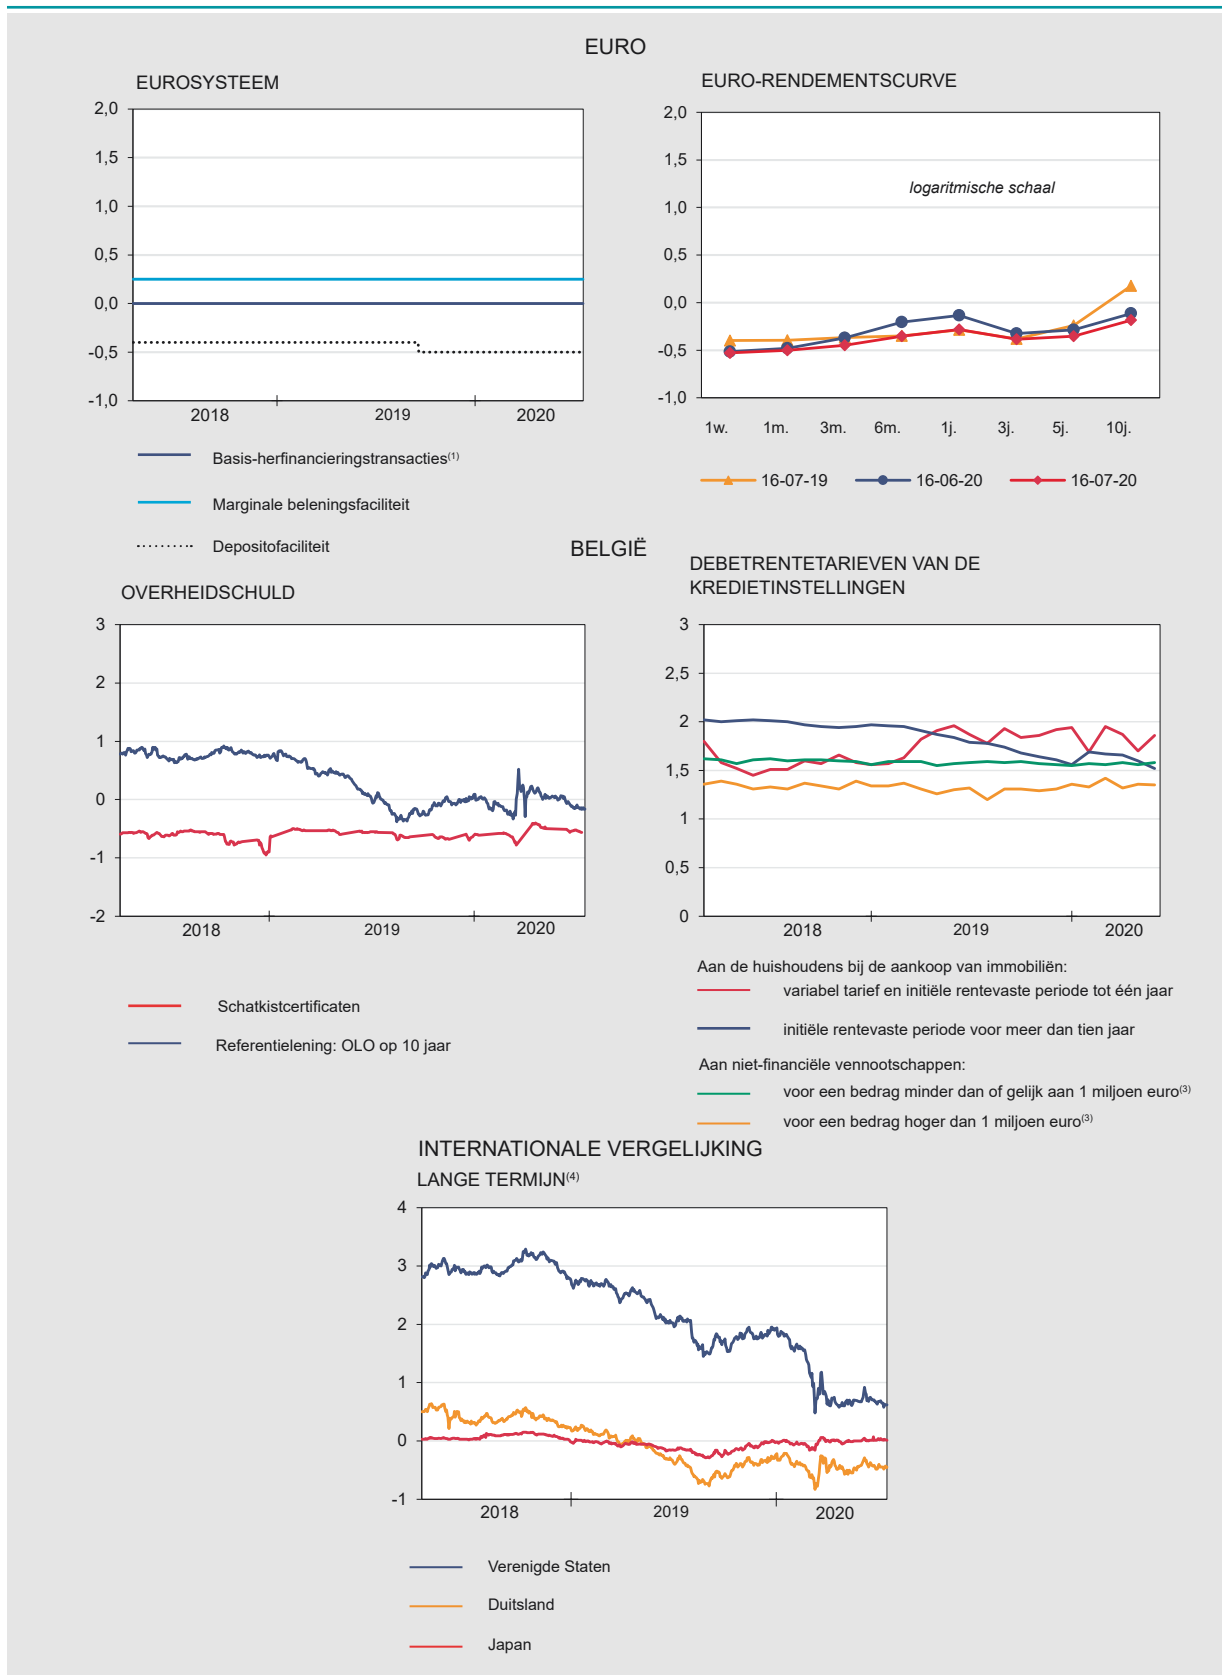 EURO
EUROSYSTEEM
2,0
1,5
1,0
0,5
0,0
-0,5
-1,0
2018
2019
2020
Basis-herfinancieringstransacties(1)
Marginale beleningsfaciliteit
Depositofaciliteit
EURO-RENDEMENTSCURVE
2,0
1,5
1,0
0,5
0,0
-0,5
-1,0
logaritmische schaal
1w. 1m. 3m. 6m. 1j. 3j. 5j. 10j.
16-07-19 16-06-20 16-07-20
BELGIË
OVERHEIDSCHULD
3
2
1
0
-1
-2
2018
2019
2020
Schatkistcertificaten
Referentielening: OLO op 10 jaar
DEBETRENTETARIEVEN VAN DE
KREDIETINSTELLINGEN
3
2,5
2
1,5
1
0,5
0
2018
2019
2020
Aan de huishoudens bij de aankoop van immobiliën:
variabel tarief en initiële rentevaste periode tot één jaar
initiële rentevaste periode voor meer dan tien jaar
Aan niet-financiële vennootschappen:
voor een bedrag minder dan of gelijk aan 1 miljoen euro(3)
voor een bedrag hoger dan 1 miljoen euro(3)
INTERNATIONALE VERGELIJKING
LANGE TERMIJN(4)
4
3
2
1
0
-1
2018
2019
2020
Verenigde Staten
Duitsland
Japan